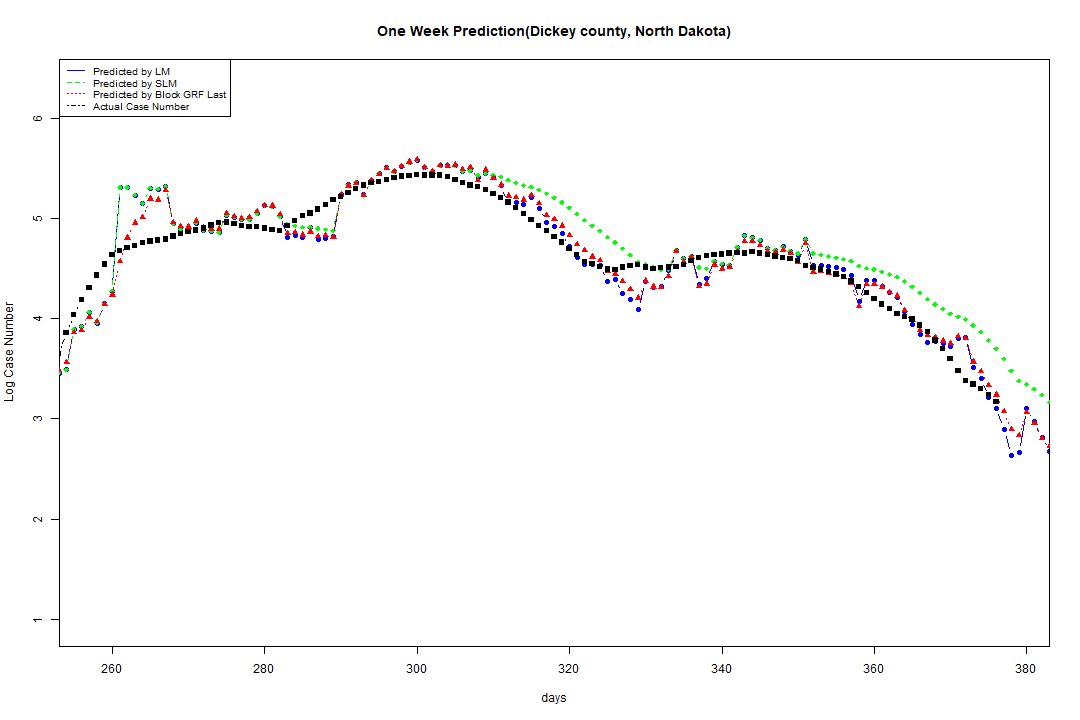 One Week Prediction(Dickey county, North Dakota)
Predicted by LM
Predicted by SLM
Predicted by Block GRF Last
Actual Case Number
Log Case Number
6
5
4
3
2
1
260 280 300 320 340 360 380
days